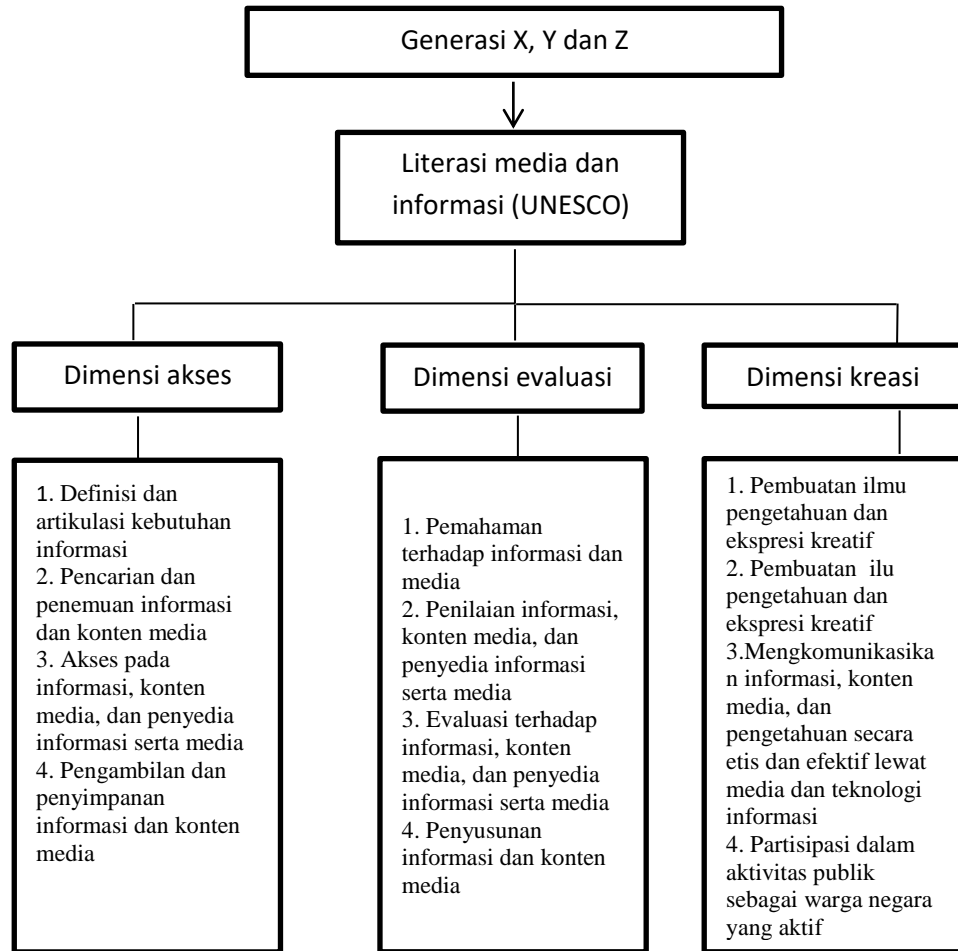 Generasi X, Y dan Z
Literasi media dan
informasi (UNESCO)
Dimensi akses
Dimensi evaluasi
Dimensi kreasi
1. Definisi dan
artikulasi kebutuhan
informasi
2. Pencarian dan
penemuan informasi
dan konten media
3. Akses pada
informasi, konten
media, dan penyedia
informasi serta media
4. Pengambilan dan
penyimpanan
informasi dan konten
media
1. Pemahaman
terhadap informasi dan
media
2. Penilaian informasi,
konten media, dan
penyedia informasi
serta media
3. Evaluasi terhadap
informasi, konten
media, dan penyedia
informasi serta media
4. Penyusunan
informasi dan konten
media
1. Pembuatan ilmu
pengetahuan dan
ekspresi kreatif
2. Pembuatan  ilu
pengetahuan dan
ekspresi kreatif
3.Mengkomunikasika
n informasi, konten
media, dan
pengetahuan secara
etis dan efektif lewat
media dan teknologi
informasi
4. Partisipasi dalam
aktivitas publik
sebagai warga negara
yang aktif